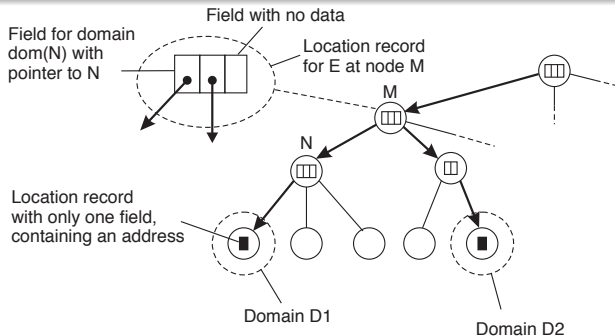 Field with no data
Field for domain
dom(N) with
pointer to N
Location record
for E at node M
M
N
Location record
with only one field,
containing an address
Domain D1
Domain D2